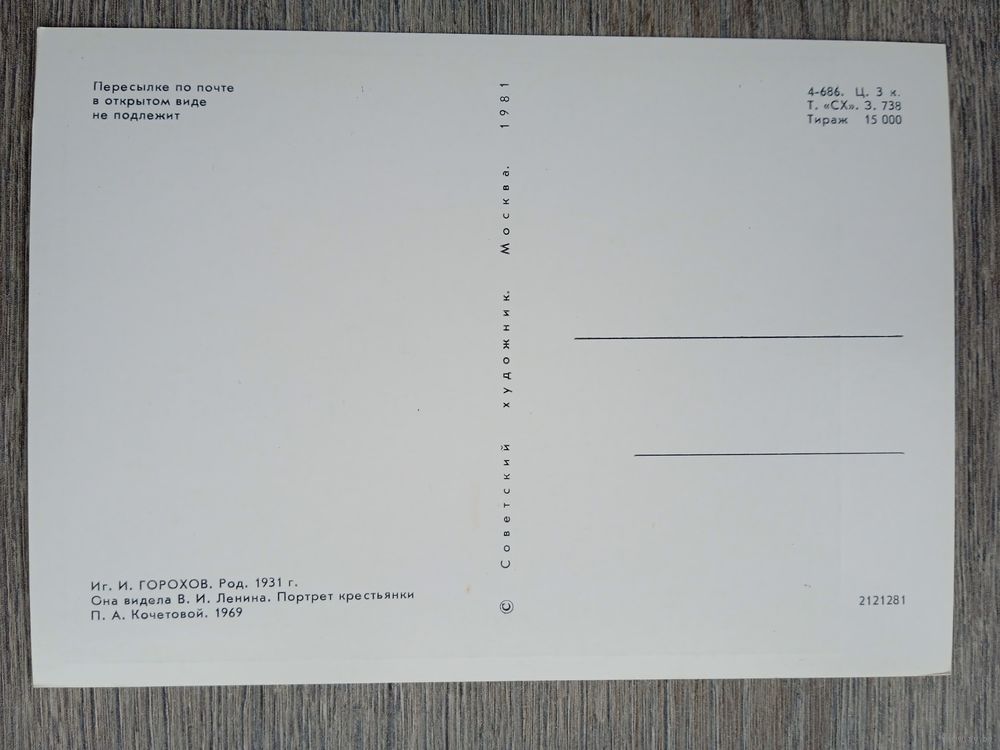 Пересылке по почте
в открытом виде
не подлежит
4-686. Ц. 3 к.
Т. «СХ». З. 738
Тираж 15 000
© Советский художник. Москва. 1981
Иг. И. ГОРОХОВ. Род. 1931 г.
Она видела В. И. Ленина. Портрет крестьянки
П. А. Кочетовой. 1969
2121281